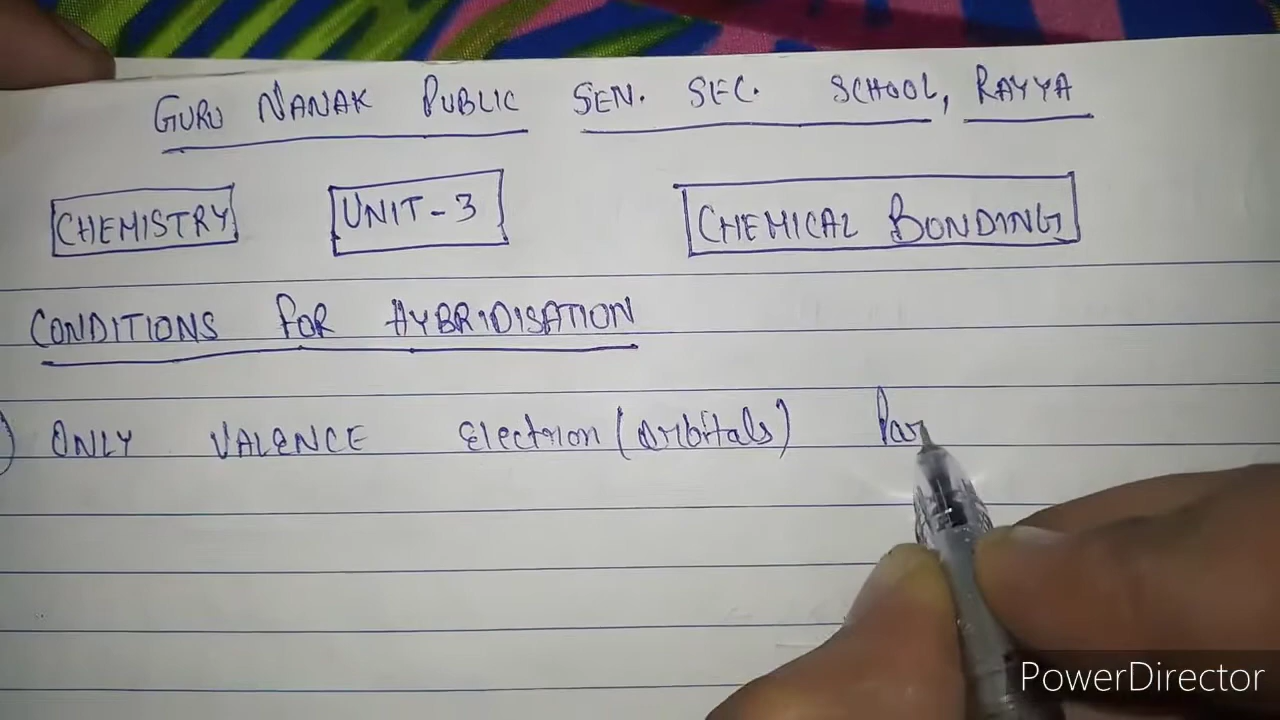 GURU NANAK PUBLIC SEN. SEC. SCHOOL, RAYYA
CHEMISTRY UNIT-3 CHEMICAL BONDING
CONDITIONS FOR HYBRIDISATION
) ONLY VALENCE Electron (orbitals) Par
PowerDirector